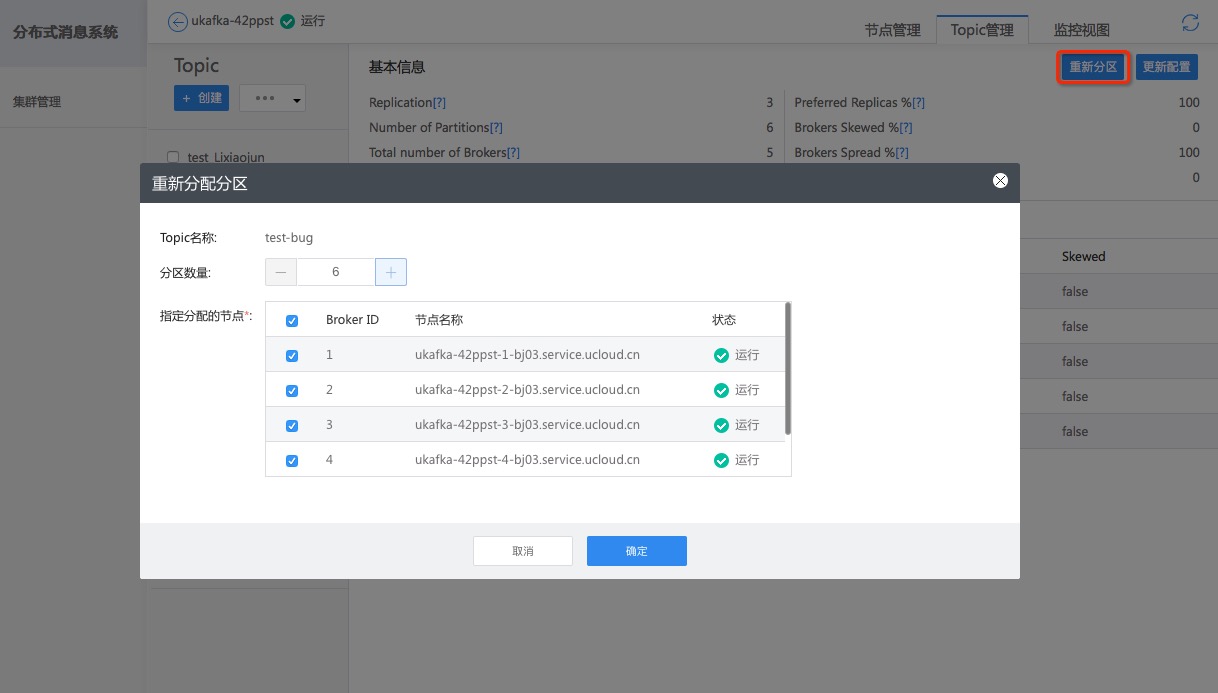 分布式消息系统
集群管理
ukafka-42ppst 运行
节点管理 Topic管理 监控视图
Topic
+ 创建 •••
test_Lixiaojun
基本信息
重新分区 更新配置
Replication[?] 3 Preferred Replicas %[?] 100
Number of Partitions[?] 6 Brokers Skewed %[?] 0
Total number of Brokers[?] 5 Brokers Spread %[?] 100
0
重新分配分区
Topic名称: test-bug
分区数量: — 6 +
指定分配的节点*:
Broker ID 节点名称 状态
1 ukafka-42ppst-1-bj03.service.ucloud.cn 运行
2 ukafka-42ppst-2-bj03.service.ucloud.cn 运行
3 ukafka-42ppst-3-bj03.service.ucloud.cn 运行
4 ukafka-42ppst-4-bj03.service.ucloud.cn 运行
取消 确定
Skewed
false
false
false
false
false